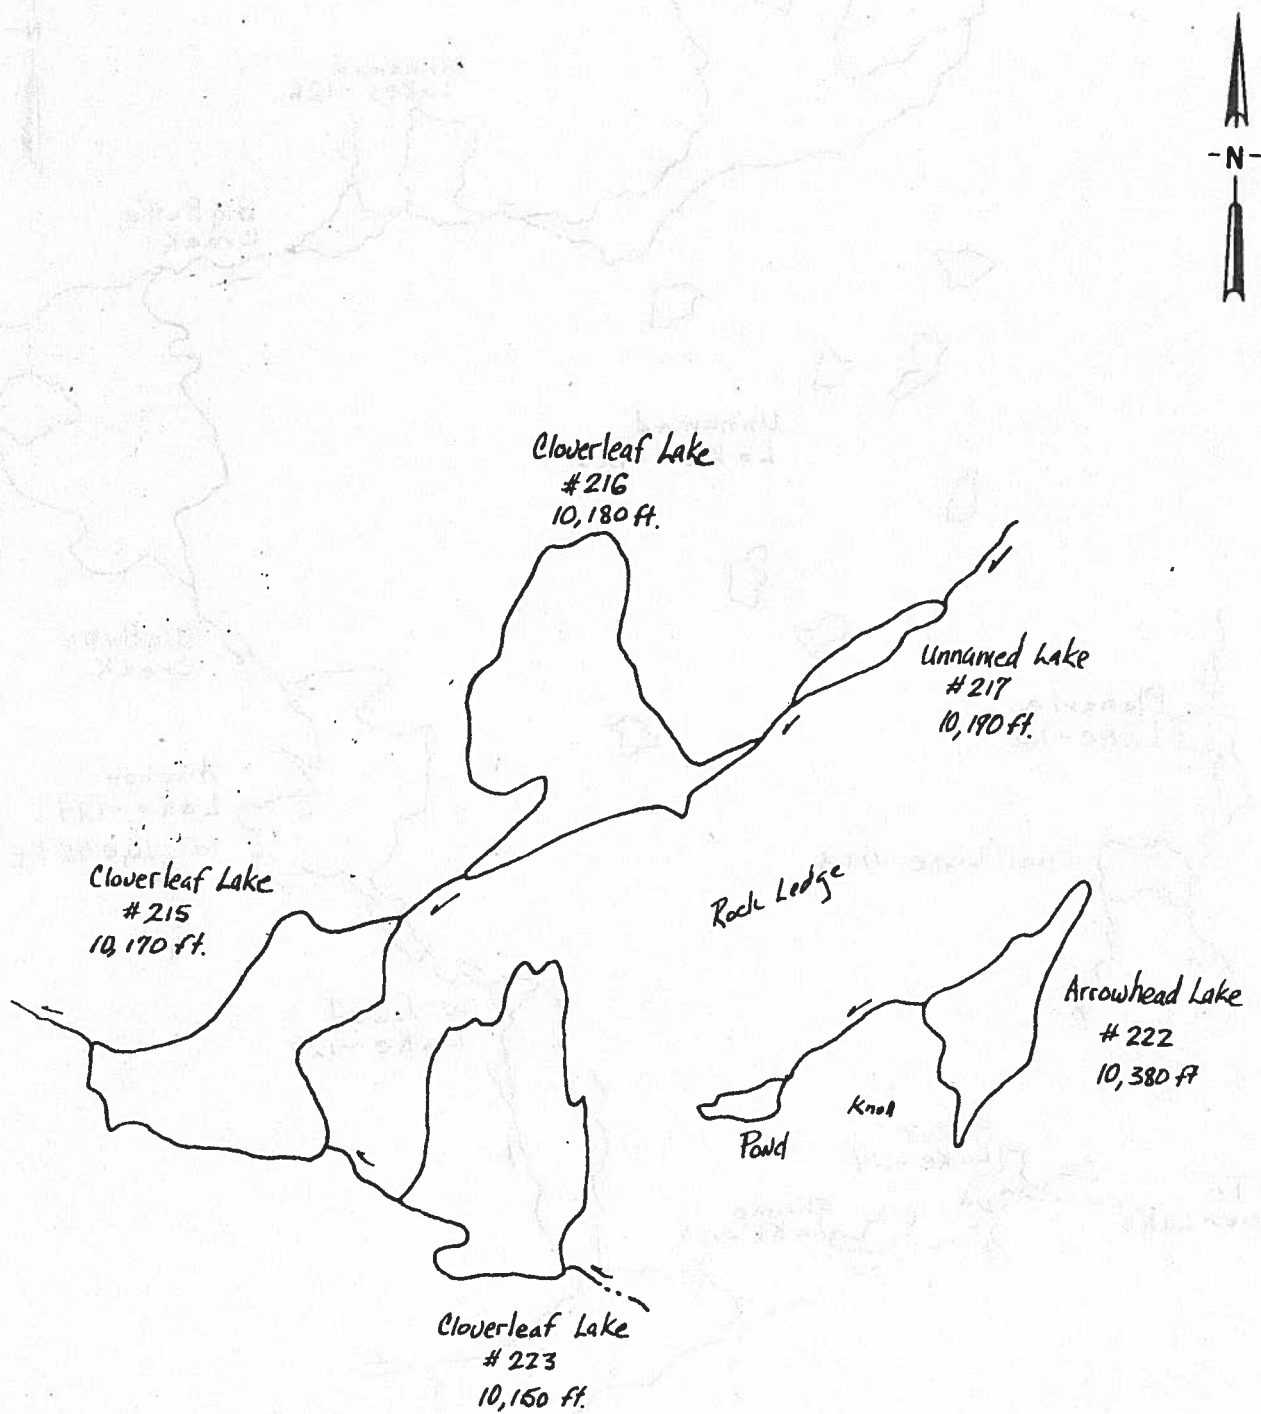 -N-
Cloverleaf Lake
#216
10,180 ft.
Unnamed Lake
#217
10,190 ft.
Cloverleaf Lake
#215
10,170 ft.
Rock Ledge
Arrowhead Lake
#222
10,380 ft
Knoll
Pond
Cloverleaf Lake
#223
10,150 ft.